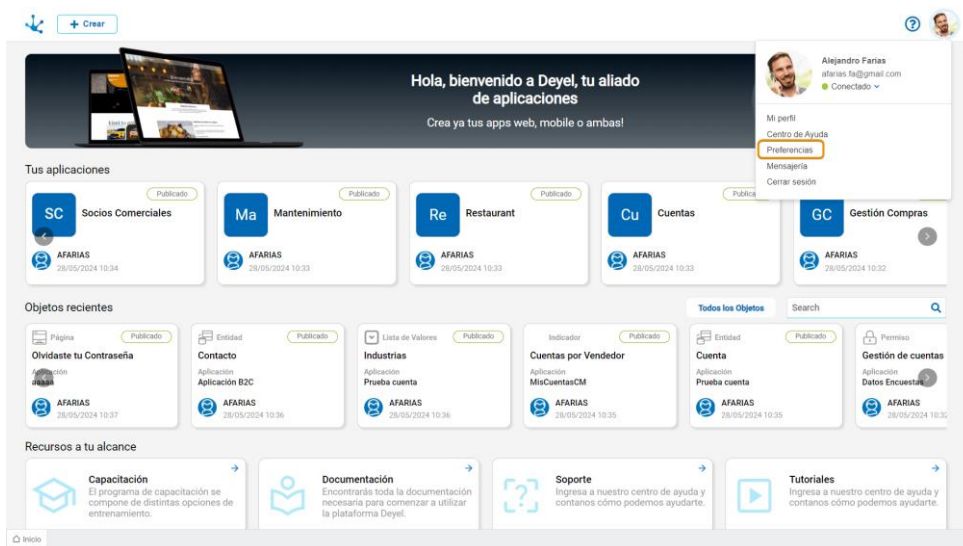 + Crear
Hola, bienvenido a Deyel, tu aliado
de aplicaciones
Crea ya tus apps web, mobile o ambas!
Alejandro Farias
afarias.fa@gmail.com
Conectado
Mi perfil
Centro de Ayuda
Preferencias
Mensajería
Cerrar sesión
Tus aplicaciones
Publicado
SC
Socios Comerciales
AFARIAS
28/05/2024 10:34
Publicado
Ma
Mantenimiento
AFARIAS
28/05/2024 10:33
Publicado
Re
Restaurant
AFARIAS
28/05/2024 10:33
Publicado
Cu
Cuentas
AFARIAS
28/05/2024 10:33
GC
Gestión Compras
AFARIAS
28/05/2024 10:32
Objetos recientes
Todos los Objetos
Search
Página
Publicado
Olvidaste tu Contraseña
Aplicación
aaaaa
AFARIAS
28/05/2024 10:37
Entidad
Publicado
Contacto
Aplicación
Aplicación B2C
AFARIAS
28/05/2024 10:36
Lista de Valores
Publicado
Industrias
Aplicación
Prueba cuenta
AFARIAS
28/05/2024 10:36
Indicador
Publicado
Cuentas por Vendedor
Aplicación
MisCuentasCM
AFARIAS
28/05/2024 10:35
Entidad
Publicado
Cuenta
Aplicación
Prueba cuenta
AFARIAS
28/05/2024 10:35
Permiso
Gestión de cuentas
Aplicación
Datos Encuestas
AFARIAS
28/05/2024 10:32
Recursos a tu alcance
Capacitación
El programa de capacitación se
compone de distintas opciones de
entrenamiento.
Documentación
Encontrarás toda la documentación
necesaria para comenzar a utilizar
la plataforma Deyel.
Soporte
Ingresa a nuestro centro de ayuda y
contanos cómo podemos ayudarte.
Tutoriales
Ingresa a nuestro centro de ayuda y
contanos cómo podemos ayudarte.
Inicio